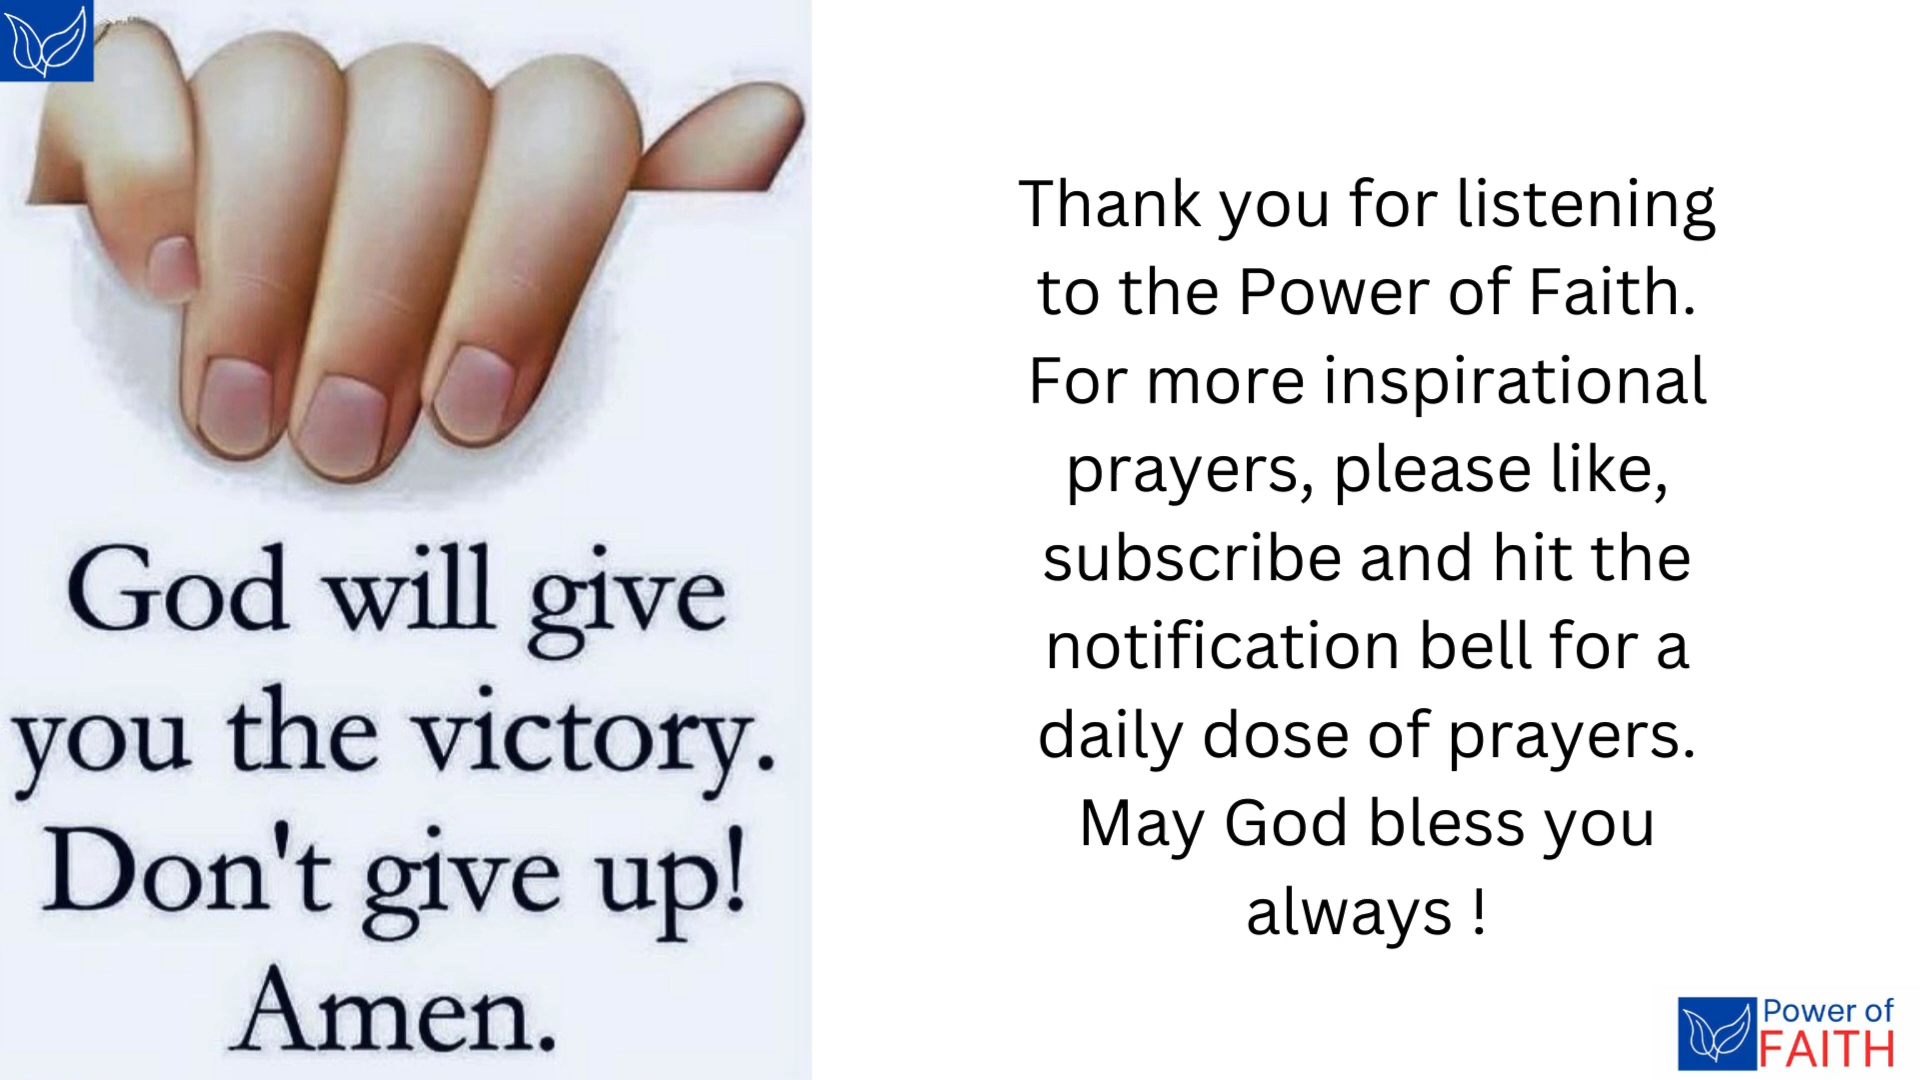 God will give
you the victory.
Don't give up!
Amen.
Thank you for listening
to the Power of Faith.
For more inspirational
prayers, please like,
subscribe and hit the
notification bell for a
daily dose of prayers.
May God bless you
always !
Power of
FAITH